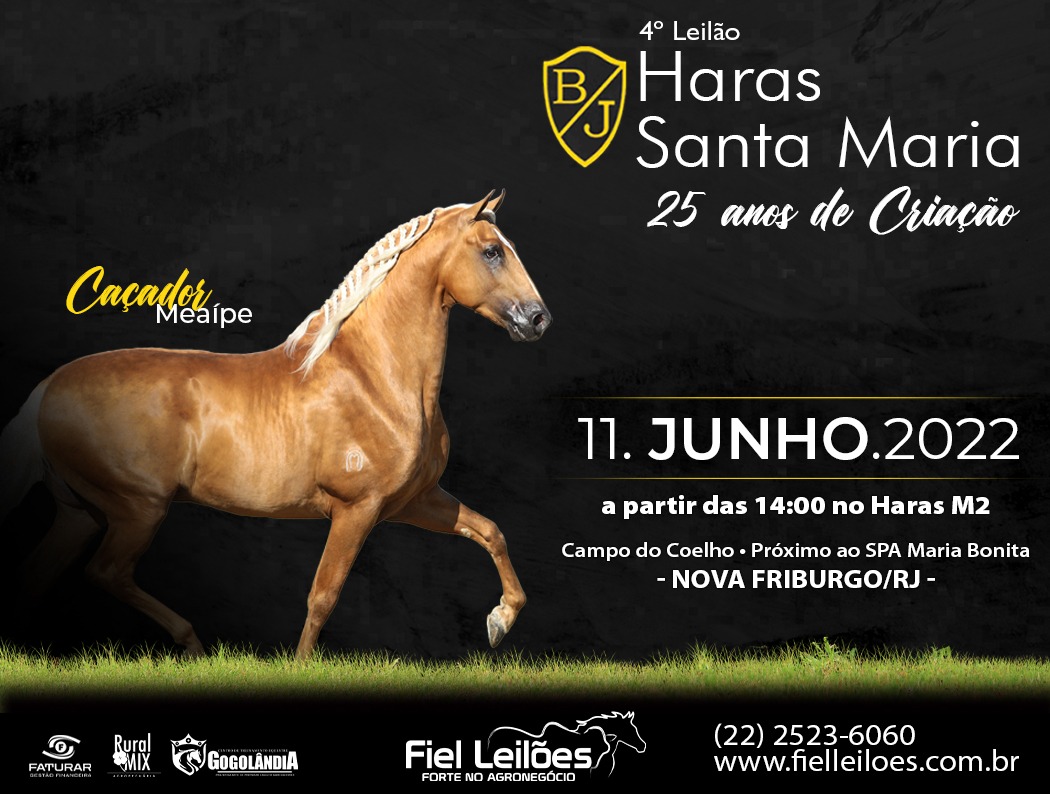 4º Leilão
B
J
Haras
Santa Maria
25 anos de Criação
Caçador
Meaípe
11. JUNHO.2022
a partir das 14:00 no Haras M2
Campo do Coelho • Próximo ao SPA Maria Bonita
- NOVA FRIBURGO/RJ -
FATURAR
GESTÃO FINANCEIRA
Rural
MIX
GOGOLÂNDIA
Fiel Leilões
FORTE NO AGRONEGÓCIO
(22) 2523-6060
www.fielleiloes.com.br